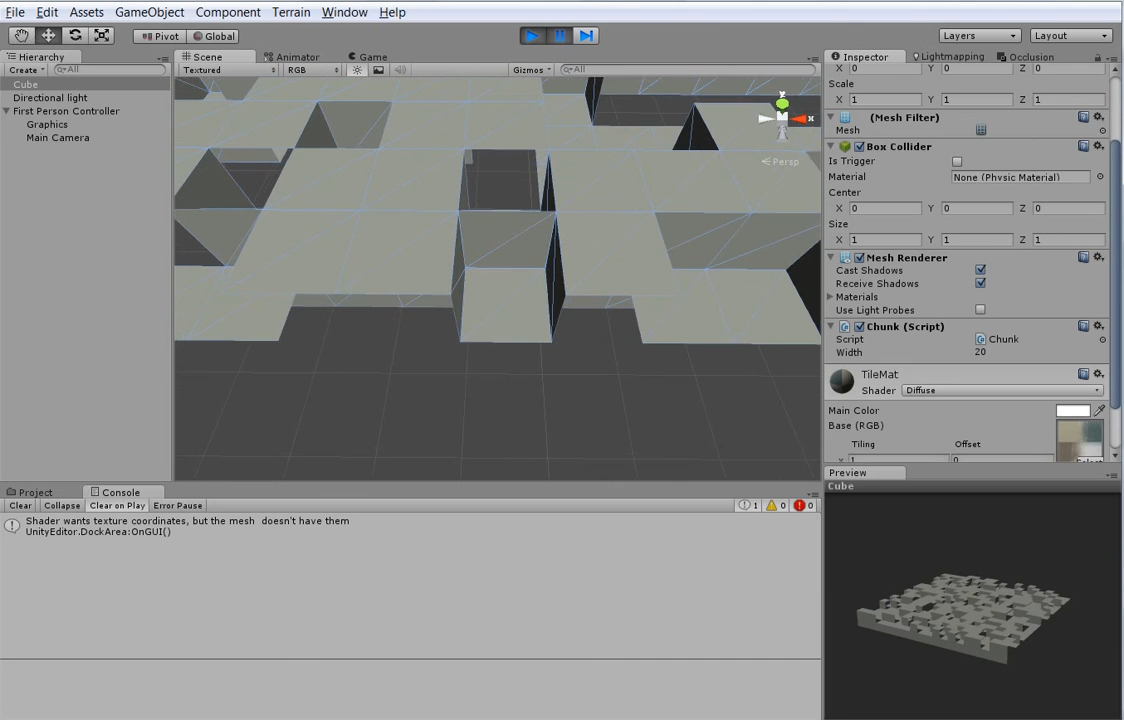 File Edit Assets GameObject Component Terrain Window Help
Pivot Global Layers Layout
Hierarchy Scene Animator Game Inspector Lightmapping Occlusion
Create All Textured RGB Gizmos All
X 0 Y 0 Z 0
Cube
Scale
Directional light
X 1 Y 1 Z 1
First Person Controller
(Mesh Filter)
Graphics
Mesh
Main Camera
y
x
Persp
Box Collider
Is Trigger
Material None (Physic Material)
Center
X 0 Y 0 Z 0
Size
X 1 Y 1 Z 1
Mesh Renderer
Cast Shadows
Receive Shadows
Materials
Use Light Probes
Chunk (Script)
Script Chunk
Width 20
TileMat
Shader Diffuse
Main Color
Base (RGB)
Tiling Offset
x 1 0
Select
Preview
Cube
Project Console
Clear Collapse Clear on Play Error Pause 1 0 0
Shader wants texture coordinates, but the mesh  doesn't have them
UnityEditor.DockArea:OnGUI()